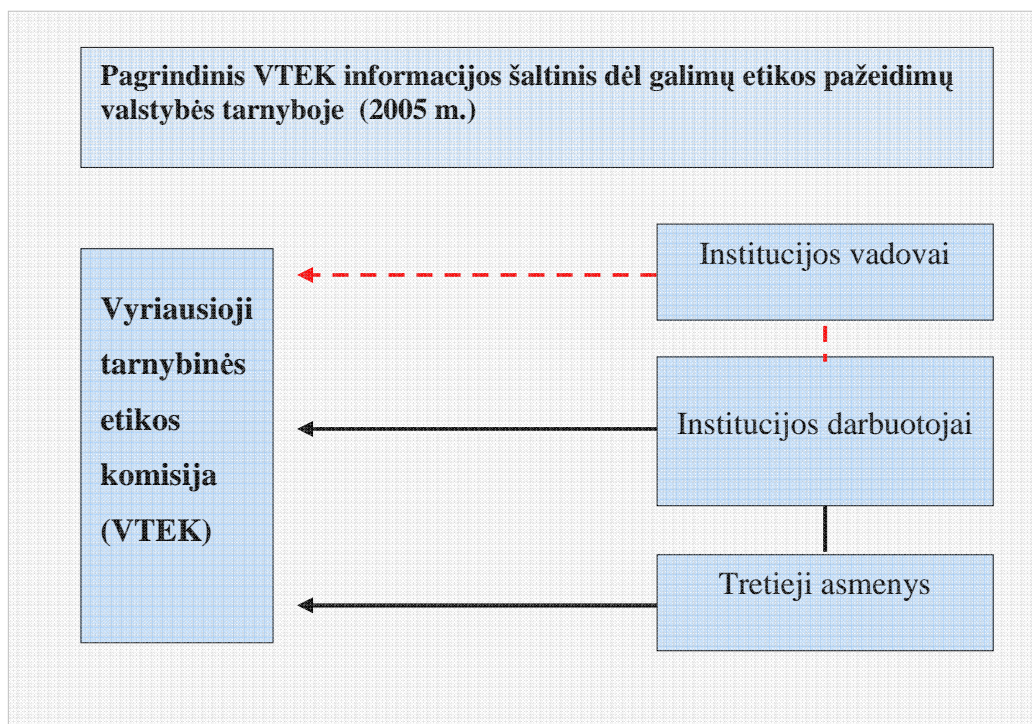 Pagrindinis VTEK informacijos šaltinis dėl galimų etikos pažeidimų
valstybės tarnyboje (2005 m.)
Vyriausioji
tarnybinės
etikos
komisija
(VTEK)
Institucijos vadovai
Institucijos darbuotojai
Tretieji asmenys